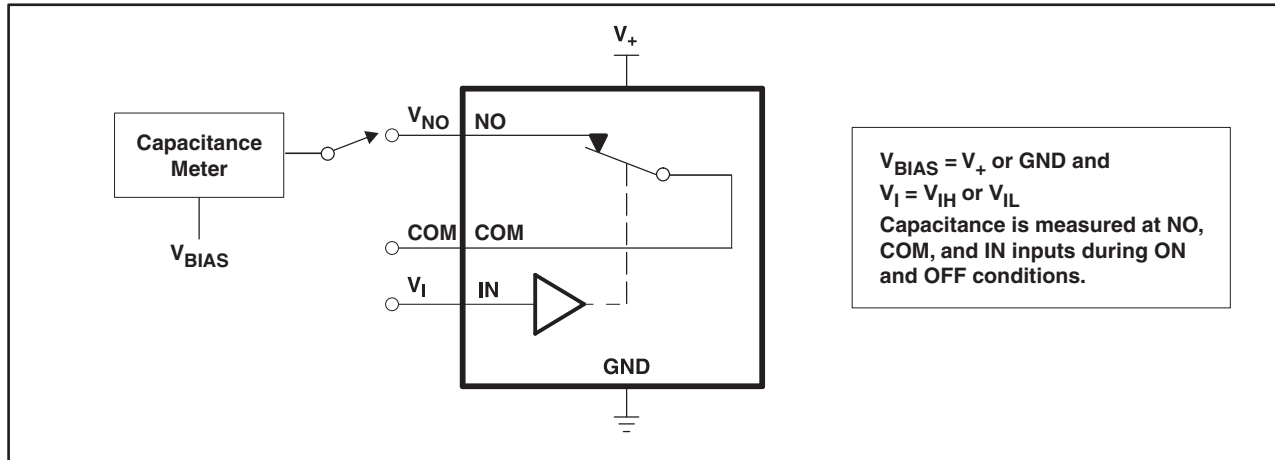 V+
Capacitance
Meter
VBIAS
VNO NO
COM COM
VI IN
GND
VBIAS = V+ or GND and
VI = VIH or VIL
Capacitance is measured at NO,
COM, and IN inputs during ON
and OFF conditions.